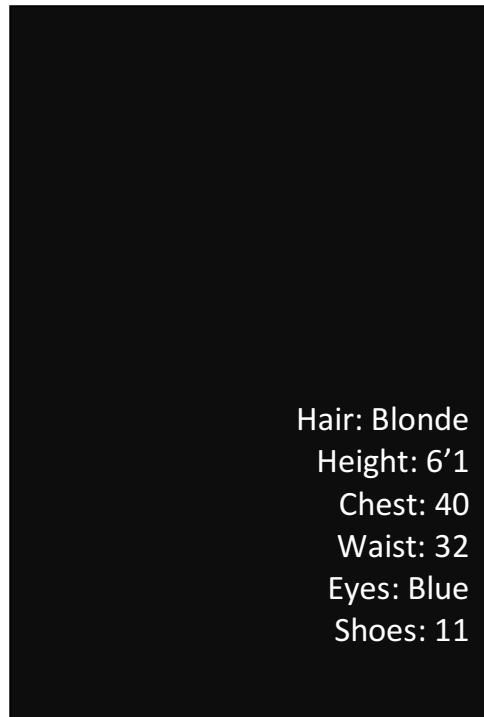 Hair: Blonde
Height: 6’1
Chest: 40
Waist: 32
Eyes: Blue
Shoes: 11